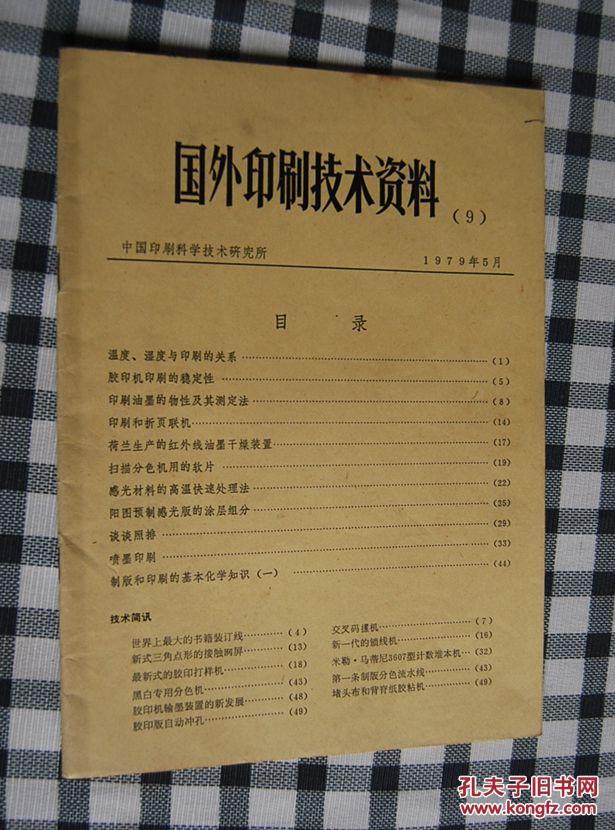 国外印刷技术资料(9)
中国印刷科学技术研究所 1979年5月
目 录
温度、湿度与印刷的关系……(1)
胶印机印刷的稳定性……(5)
印刷油墨的物性及其测定法……(8)
印刷和折页联机……(14)
荷兰生产的红外线油墨干燥装置……(17)
扫描分色机用的软片……(19)
感光材料的高温快速处理法……(22)
阳图预制感光版的涂层组分……(25)
谈谈照排……(29)
喷墨印刷……(33)
制版和印刷的基本化学知识(一)……(44)
技术简讯
世界上最大的书籍装订线……(4)
新式三角点形的接触网屏……(13)
最新式的胶印打样机……(18)
黑白专用分色机……(43)
胶印机输墨装置的新发展……(48)
胶印版自动冲孔……(49)
交叉码摞机……(7)
新一代的锁线机……(16)
米勒·马蒂尼3607型计数堆本机…(32)
第一条制版分色流水线……(43)
堵头布和背脊纸胶粘机……(49)
孔夫子旧书网
www.kongfz.com